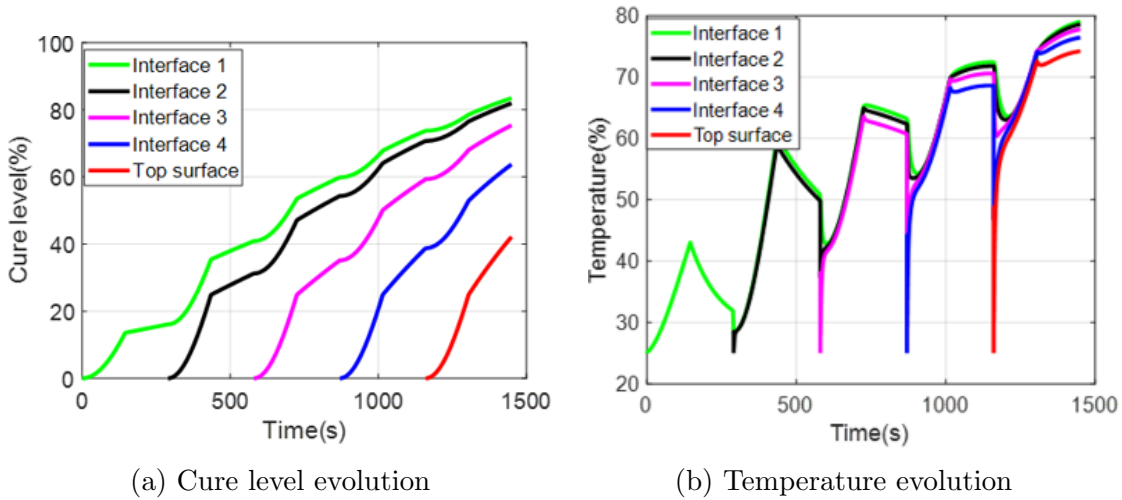 100
80
60
40
20
0
Cure level(%)
Interface 1
Interface 2
Interface 3
Interface 4
Top surface
0
500
1000
1500
Time(s)
(a) Cure level evolution
80
70
60
50
40
30
20
Temperature(%)
Interface 1
Interface 2
Interface 3
Interface 4
Top surface
0
500
1000
1500
Time(s)
(b) Temperature evolution